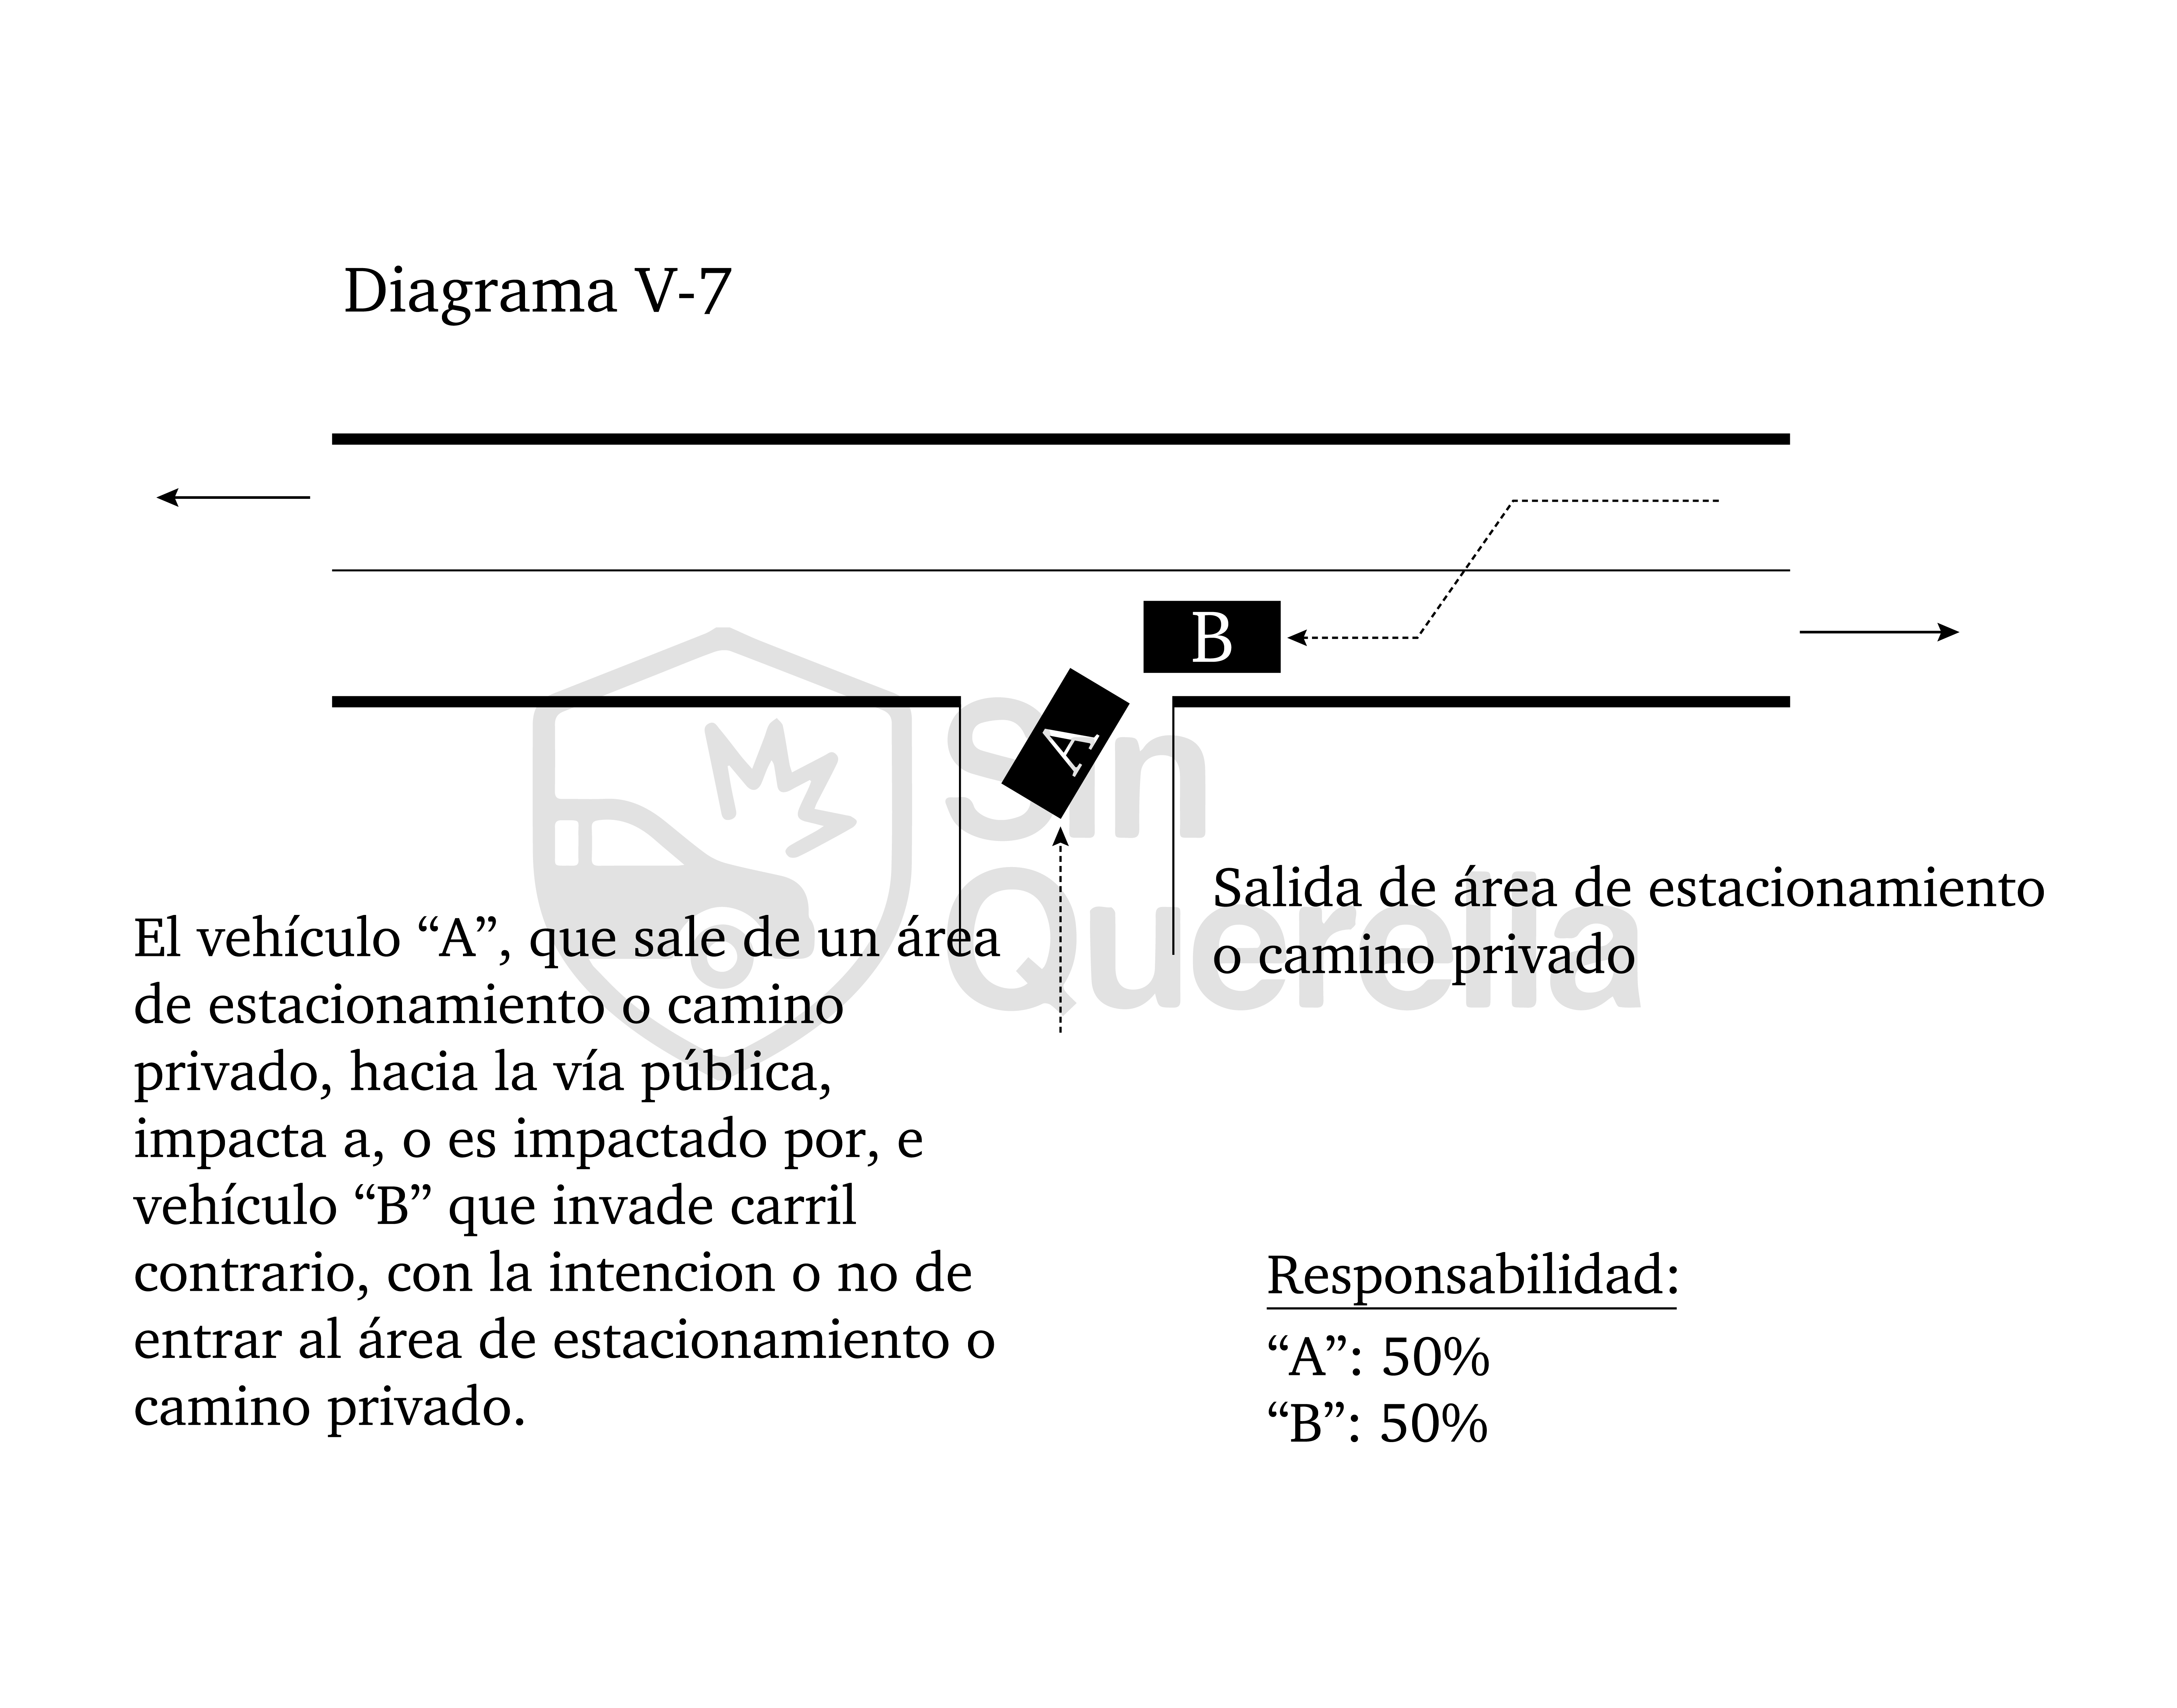 Diagrama V-7
B
A
Sin
Querella
Salida de área de estacionamiento
o camino privado
El vehículo “A”, que sale de un área
de estacionamiento o camino
privado, hacia la vía pública,
impacta a, o es impactado por, e
vehículo “B” que invade carril
contrario, con la intencion o no de
entrar al área de estacionamiento o
camino privado.
Responsabilidad:
“A”: 50%
“B”: 50%